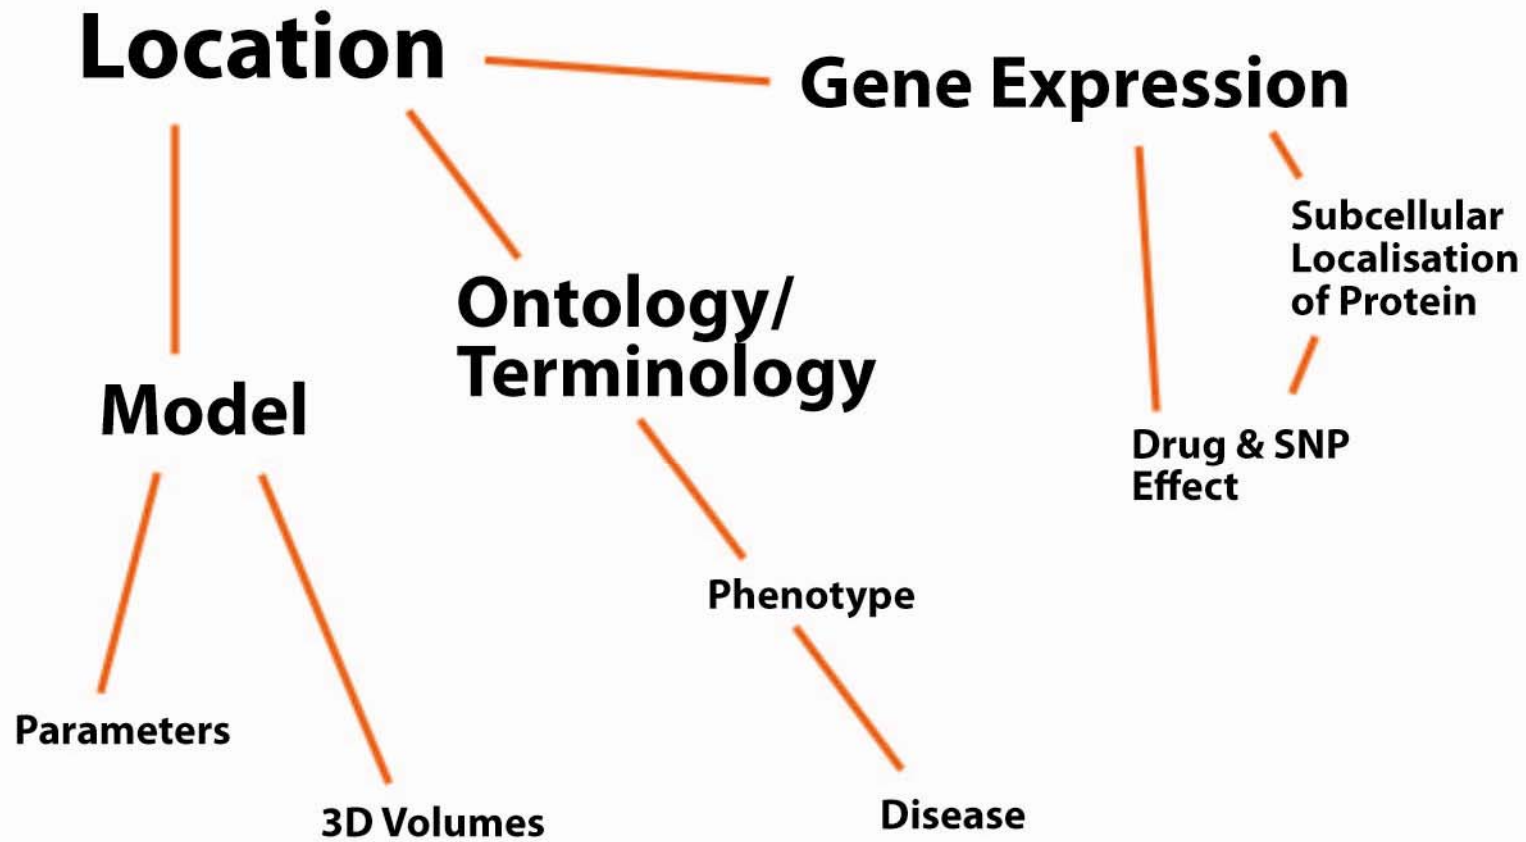 Location
Gene Expression
Subcellular
Localisation
of Protein
Ontology/
Terminology
Model
Drug & SNP
Effect
Phenotype
Parameters
3D Volumes
Disease